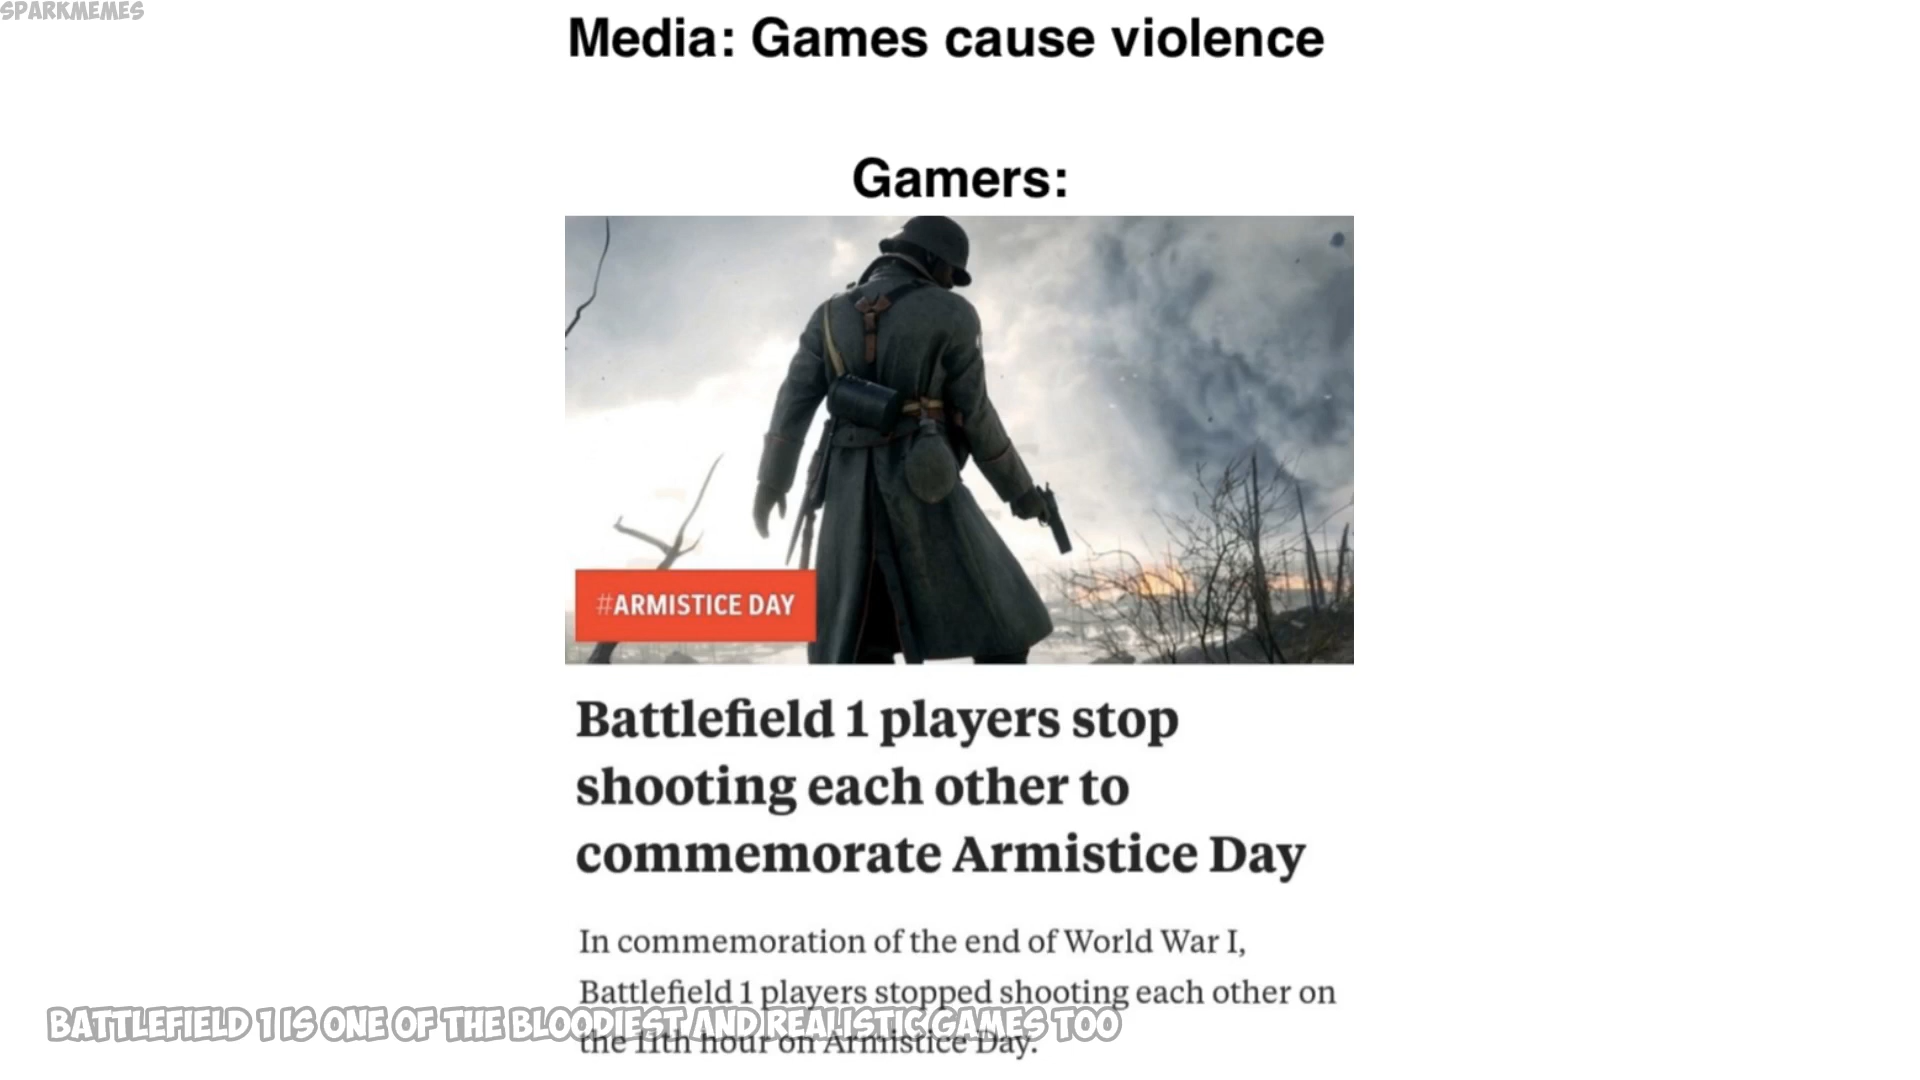 SPARKMEMES
Media: Games cause violence
Gamers:
#ARMISTICE DAY
Battlefield 1 players stop
shooting each other to
commemorate Armistice Day
In commemoration of the end of World War I,
Battlefield 1 players stopped shooting each other on
the 11th hour on Armistice Day.
BATTLEFIELD 1 IS ONE OF THE BLOODIEST AND REALISTIC GAMES TOO